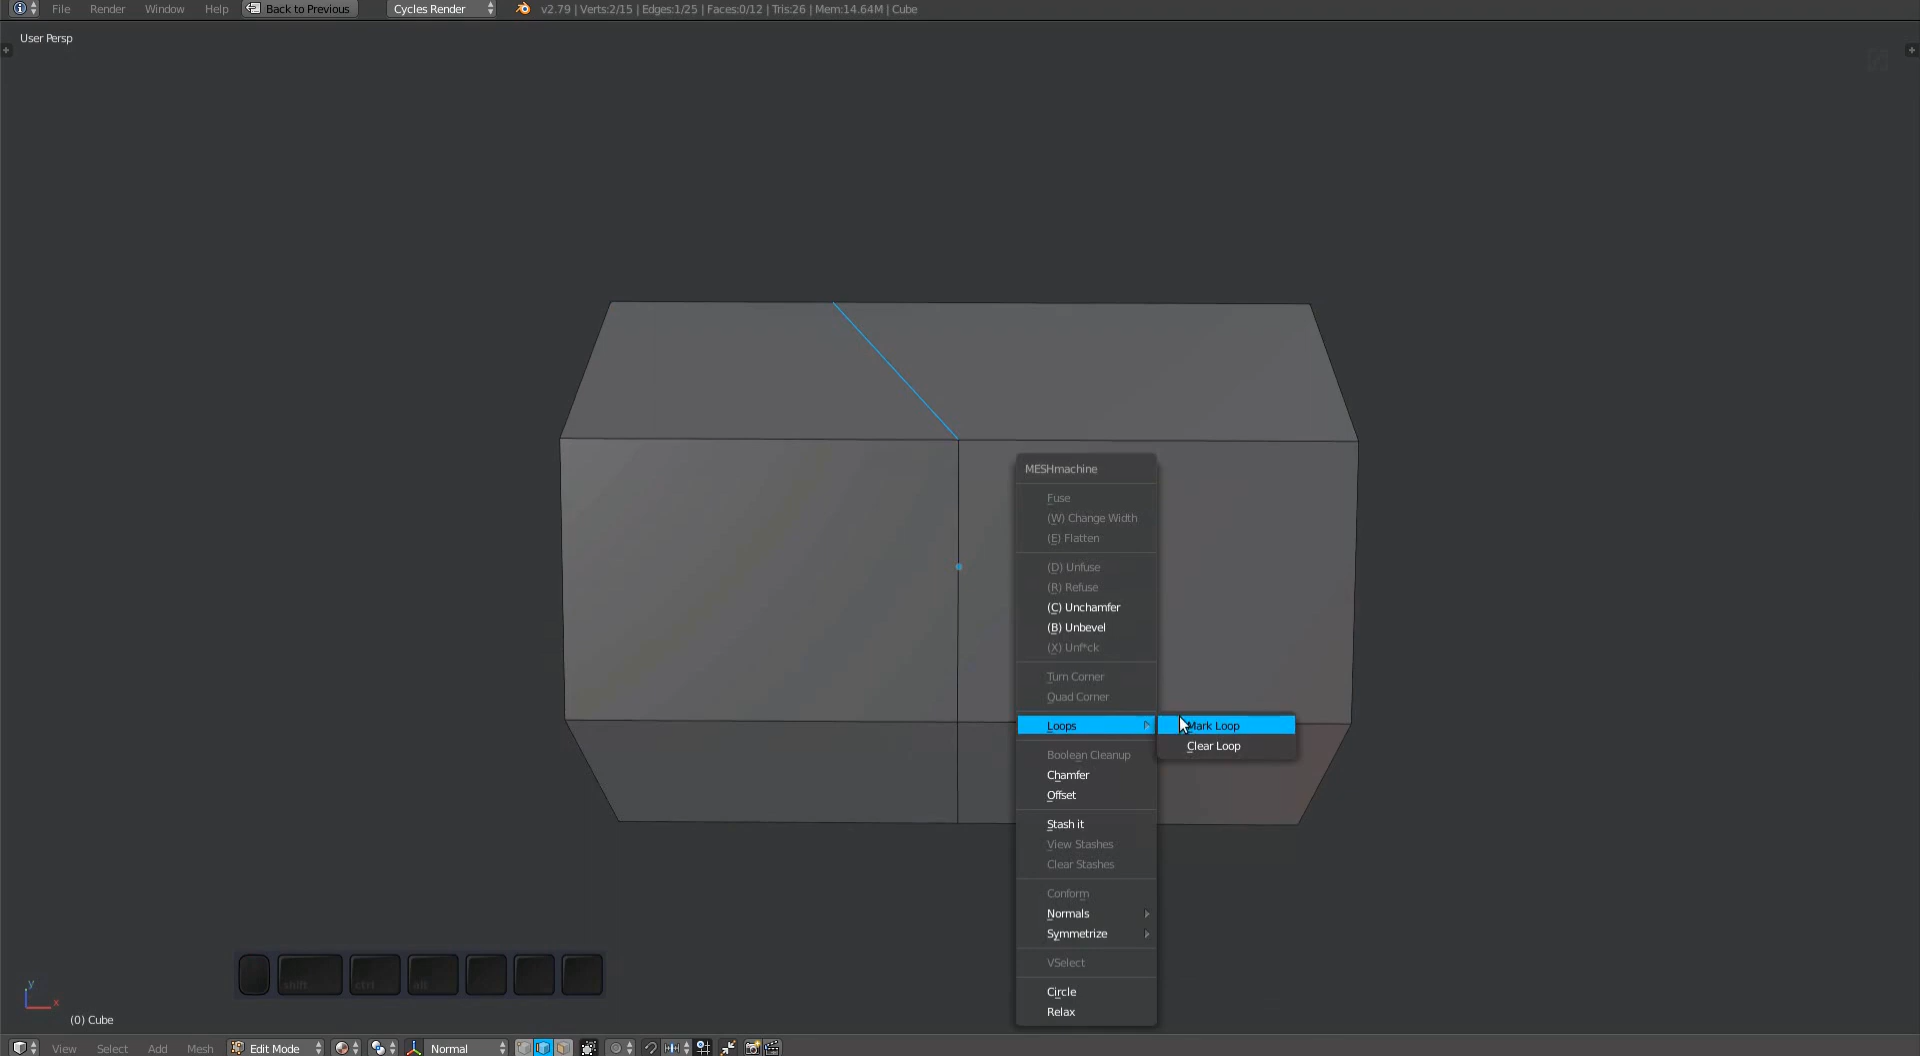 File Render Window Help Back to Previous Cycles Render v2.79 | Verts:2/15 | Edges:1/25 | Faces:0/12 | Tris:26 | Mem:14.64M | Cube
User Persp
MESHmachine
Fuse
(W) Change Width
(E) Flatten
(D) Unfuse
(R) Refuse
(C) Unchamfer
(B) Unbevel
(X) Unf*ck
Turn Corner
Quad Corner
Loops Mark Loop
Clear Loop
Boolean Cleanup
Chamfer
Offset
Stash it
View Stashes
Clear Stashes
Conform
Normals
Symmetrize
VSelect
Circle
Relax
shift ctrl alt
y
x
(0) Cube
View Select Add Mesh Edit Mode Normal